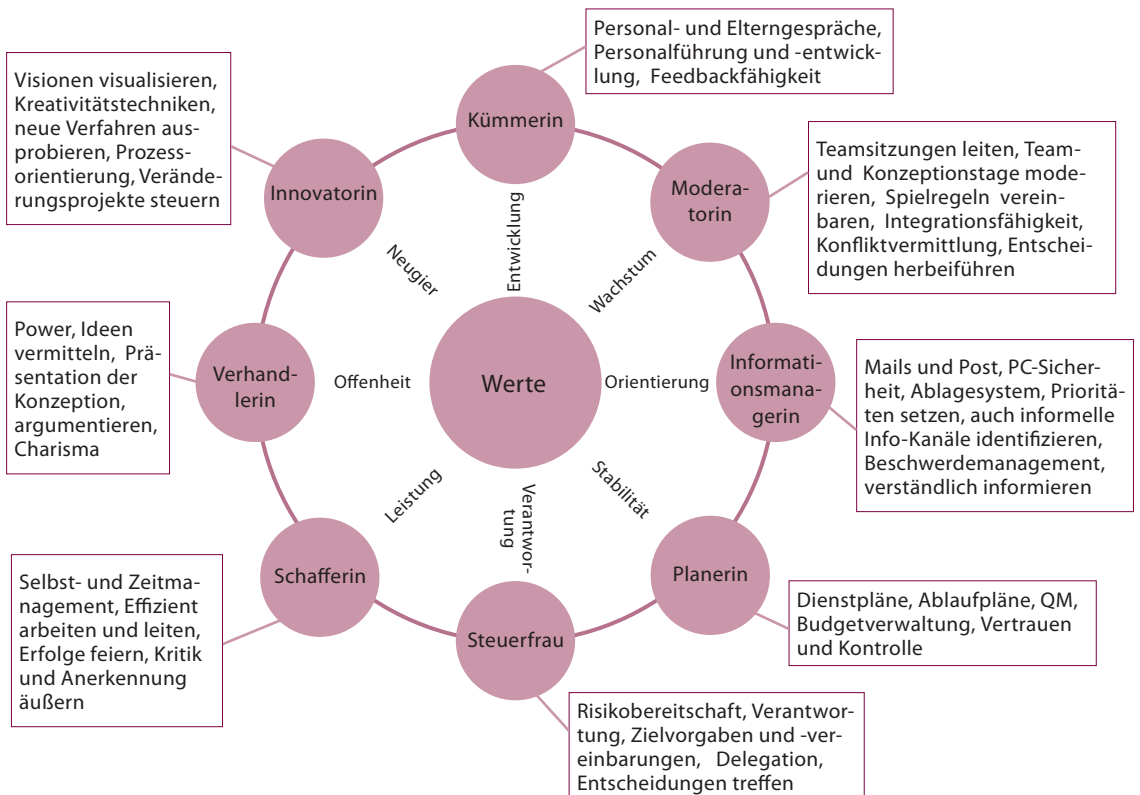 Personal- und Elterngespräche,
Personalführung und -entwick-
lung, Feedbackfähigkeit
Visionen visualisieren,
Kreativitätstechniken,
neue Verfahren aus-
probieren, Prozess-
orientierung, Verände-
rungsprojekte steuern
Kümmerin
Innovatorin
Modera-
torin
Teamsitzungen leiten, Team-
und Konzeptionstage mode-
rieren, Spielregeln verein-
baren, Integrationsfähigkeit,
Konfliktvermittlung, Entschei-
dungen herbeiführen
Neugier
Entwicklung
Wachstum
Power, Ideen
vermitteln, Prä-
sentation der
Konzeption,
argumentieren,
Charisma
Verhand-
lerin
Offenheit
Werte
Orientierung
Informati-
onsmana-
gerin
Mails und Post, PC-Sicher-
heit, Ablagesystem, Prioritä-
ten setzen, auch informelle
Info-Kanäle identifizieren,
Beschwerdemanagement,
verständlich informieren
Leistung
Verantwor-
tung
Stabilität
Schafferin
Steuerfrau
Planerin
Selbst- und Zeitma-
nagement, Effizient
arbeiten und leiten,
Erfolge feiern, Kritik
und Anerkennung
äußern
Dienstpläne, Ablaufpläne, QM,
Budgetverwaltung, Vertrauen
und Kontrolle
Risikobereitschaft, Verantwor-
tung, Zielvorgaben und -ver-
einbarungen, Delegation,
Entscheidungen treffen